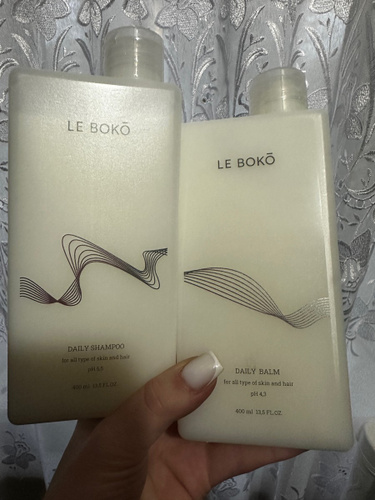 LE BOKŌ
DAILY SHAMPOO
for all type of skin and hair
LE BOKŌ
DAILY BALM
for all type of skin and hair
pH 4,3
400 ml 13,5 FL.OZ.